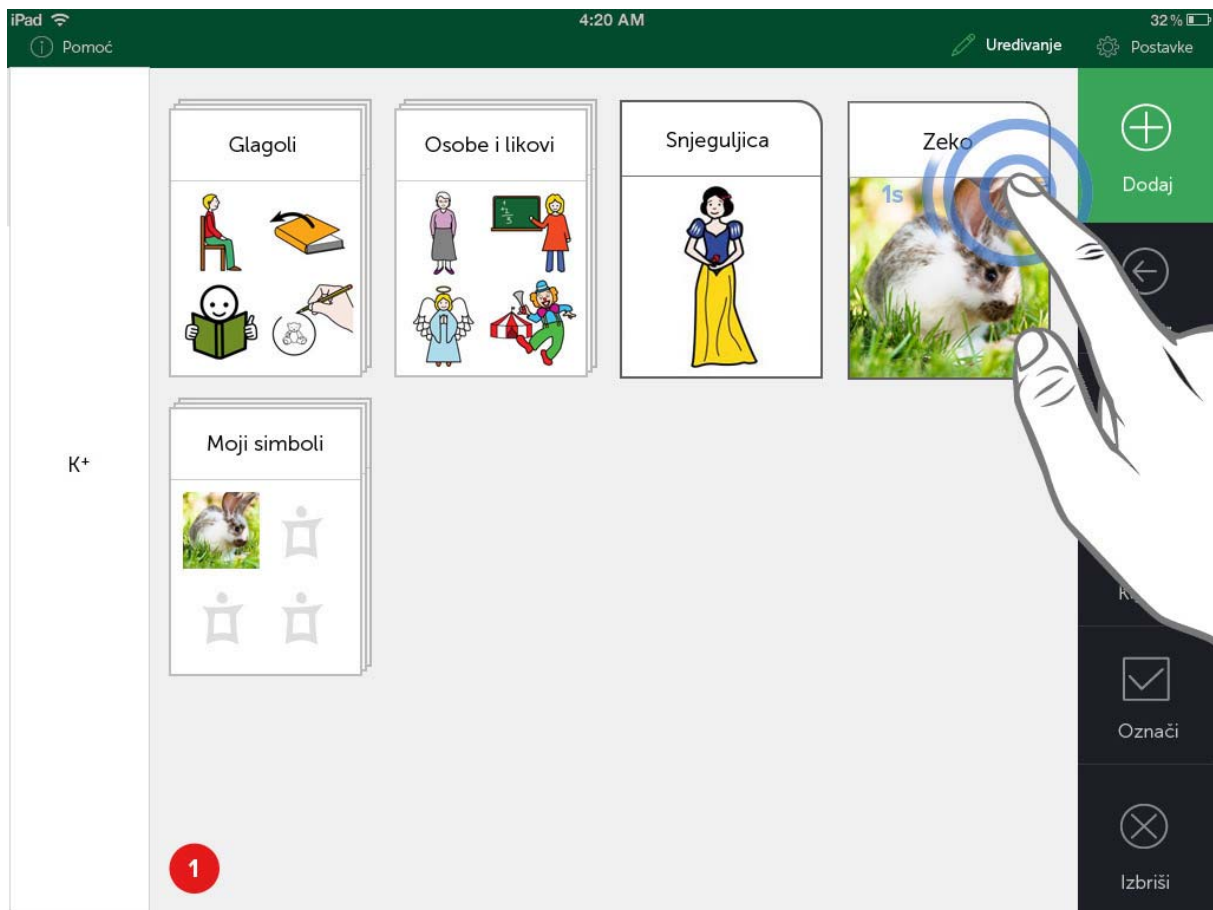 iPad 4:20 AM 32%
Pomoć Uredivanje Postavke
Glagoli Osobe i likovi Snjeguljica Zeko
1s
Dodaj
Moji simboli
K+
Označi
1
Izbriši